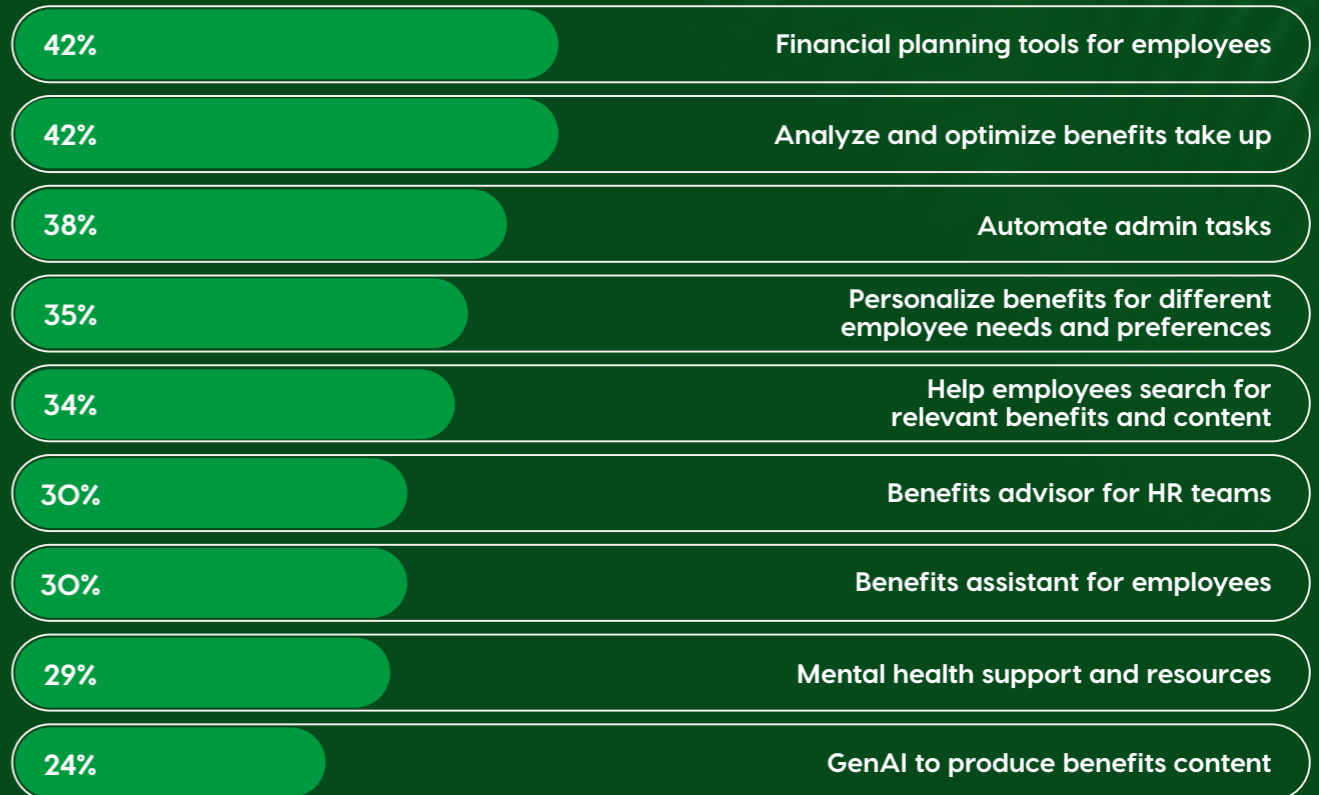 42%
Financial planning tools for employees
42%
Analyze and optimize benefits take up
38%
Automate admin tasks
35%
Personalize benefits for different
employee needs and preferences
34%
Help employees search for
relevant benefits and content
30%
Benefits advisor for HR teams
30%
Benefits assistant for employees
29%
Mental health support and resources
24%
GenAI to produce benefits content